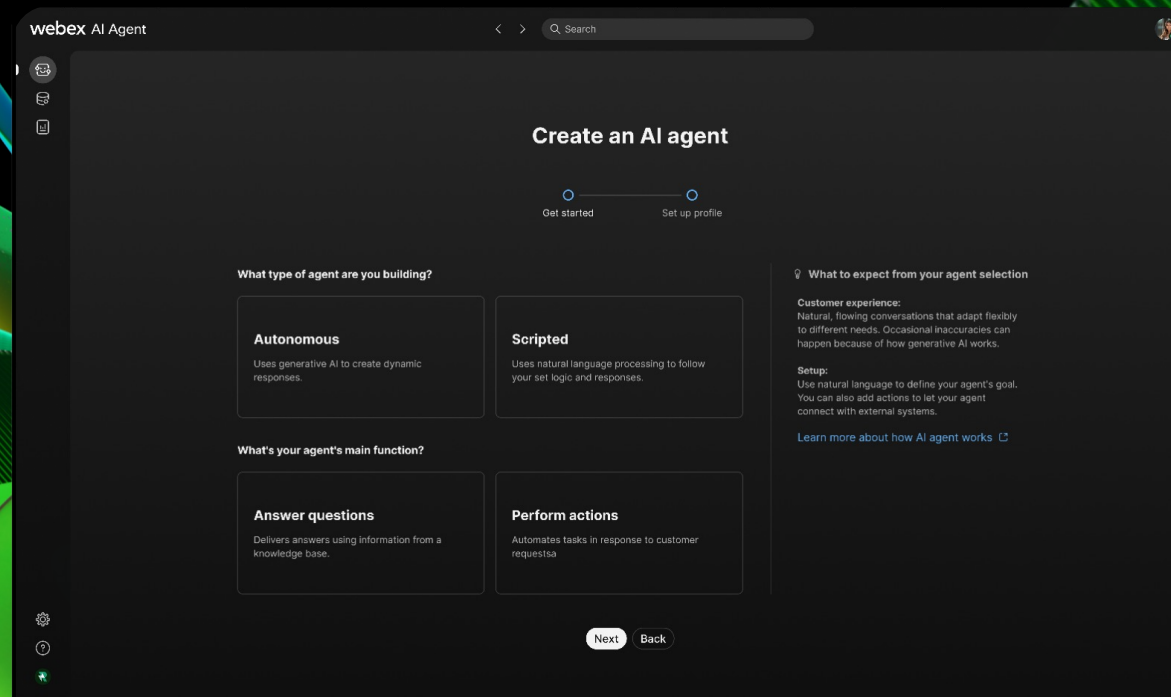 webex AI Agent
Search
Create an AI agent
Get started
Set up profile
What type of agent are you building?
Autonomous
Uses generative AI to create dynamic
responses.
Scripted
Uses natural language processing to follow
your set logic and responses.
What's your agent's main function?
Answer questions
Delivers answers using information from a
knowledge base.
Perform actions
Automates tasks in response to customer
requestsa
What to expect from your agent selection
Customer experience:
Natural, flowing conversations that adapt flexibly
to different needs. Occasional inaccuracies can
happen because of how generative AI works.
Setup:
Use natural language to define your agent's goal.
You can also add actions to let your agent
connect with external systems.
Learn more about how AI agent works
Next
Back